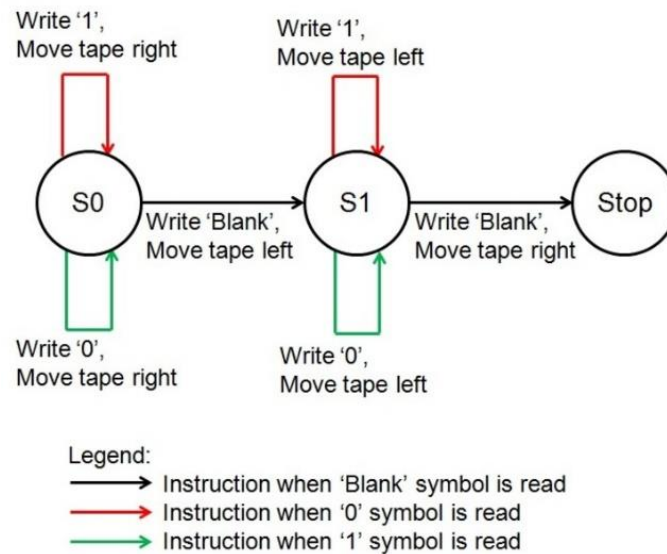 Write ‘1’,
Move tape right
Write ‘1’,
Move tape left
S0
S1
Stop
Write ‘Blank’,
Move tape left
Write ‘Blank’,
Move tape right
Write ‘0’,
Move tape right
Write ‘0’,
Move tape left
Legend:
Instruction when ‘Blank’ symbol is read
Instruction when ‘0’ symbol is read
Instruction when ‘1’ symbol is read